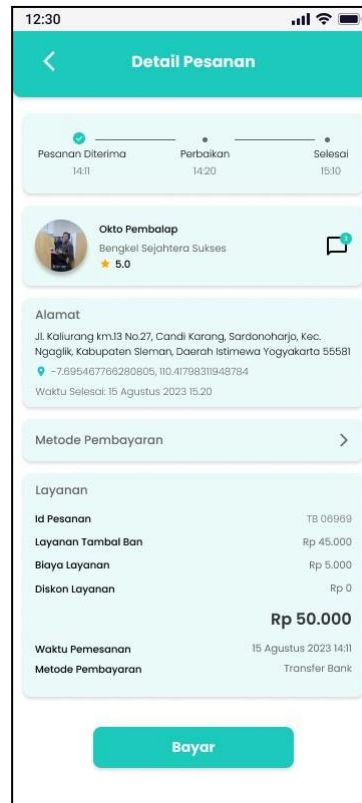 12:30
Detail Pesanan
Pesanan Diterima
Perbaikan
Selesai
14:11
14:20
15:10
Okto Pembalap
Bengkel Sejahtera Sukses
5.0
Alamat
Jl. Kaliurang km.13 No.27, Candi Karang, Sardonoharjo, Kec.
Ngaglik, Kabupaten Sleman, Daerah Istimewa Yogyakarta 55581
-7.695467766280805, 110.41798311948784
Waktu Selesai: 15 Agustus 2023 15.20
Metode Pembayaran
Layanan
Id Pesanan TB 06969
Layanan Tambal Ban Rp 45.000
Biaya Layanan Rp 5.000
Diskon Layanan Rp 0
Rp 50.000
Waktu Pemesanan 15 Agustus 2023 14:11
Metode Pembayaran Transfer Bank
Bayar